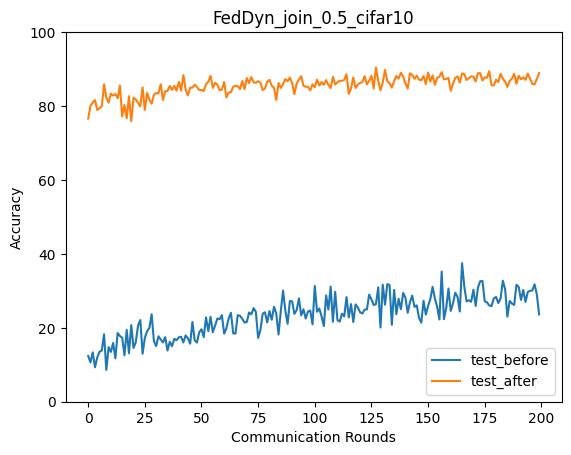 FedDyn_join_0.5_cifar10
Accuracy
100
80
60
40
20
0
0 25 50 75 100 125 150 175 200
Communication Rounds
test_before
test_after